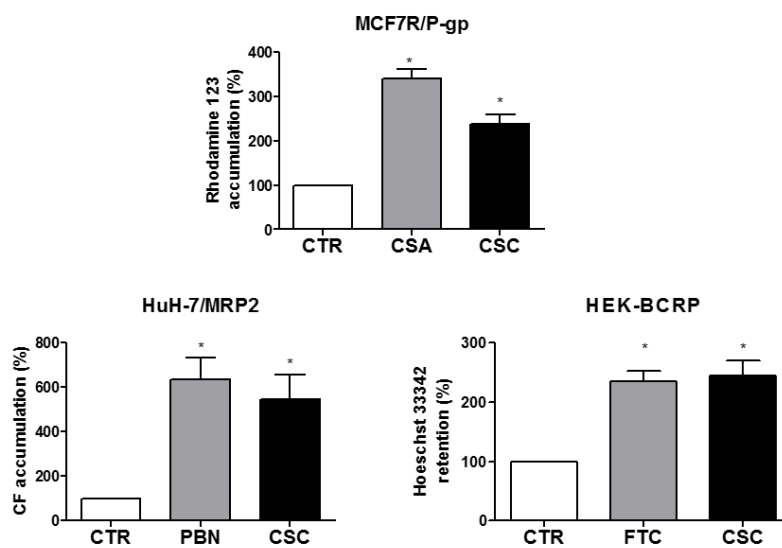 MCF7R/P-gp
Rhodamine 123
accumulation (%)
400
300
200
100
0
*
*
CTR CSA CSC
HuH-7/MRP2
CF accumulation (%)
800
600
400
200
0
*
*
CTR PBN CSC
HEK-BCRP
Hoeschst 33342
retention (%)
300
200
100
0
*
*
CTR FTC CSC